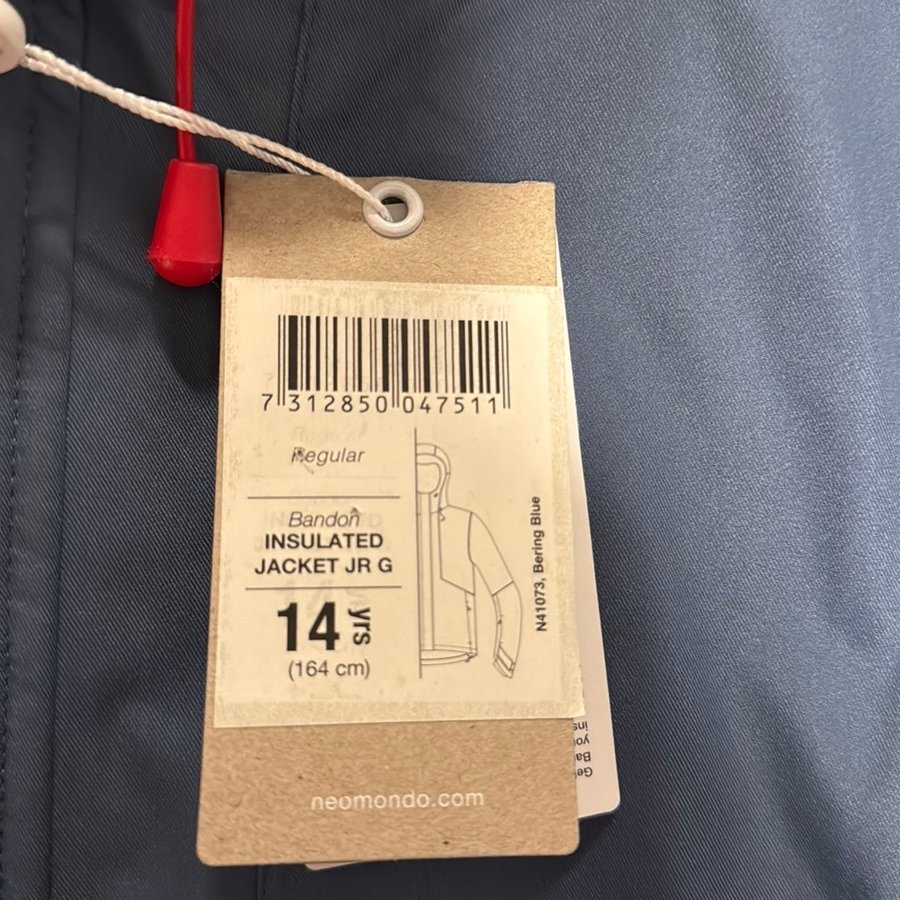 7 312850 047511
Regular
Bandon
INSULATED
JACKET JR G
14 yrs
(164 cm)
N41073, Bering Blue
neomondo.com